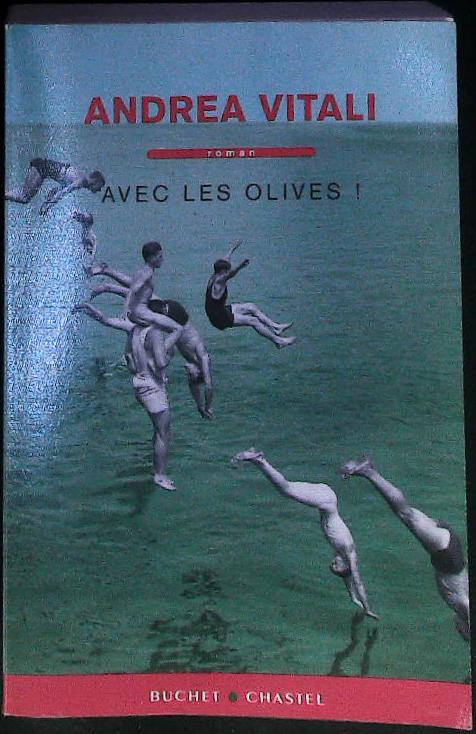 ANDREA VITALI
roman
AVEC LES OLIVES !
BUCHET • CHASTEL